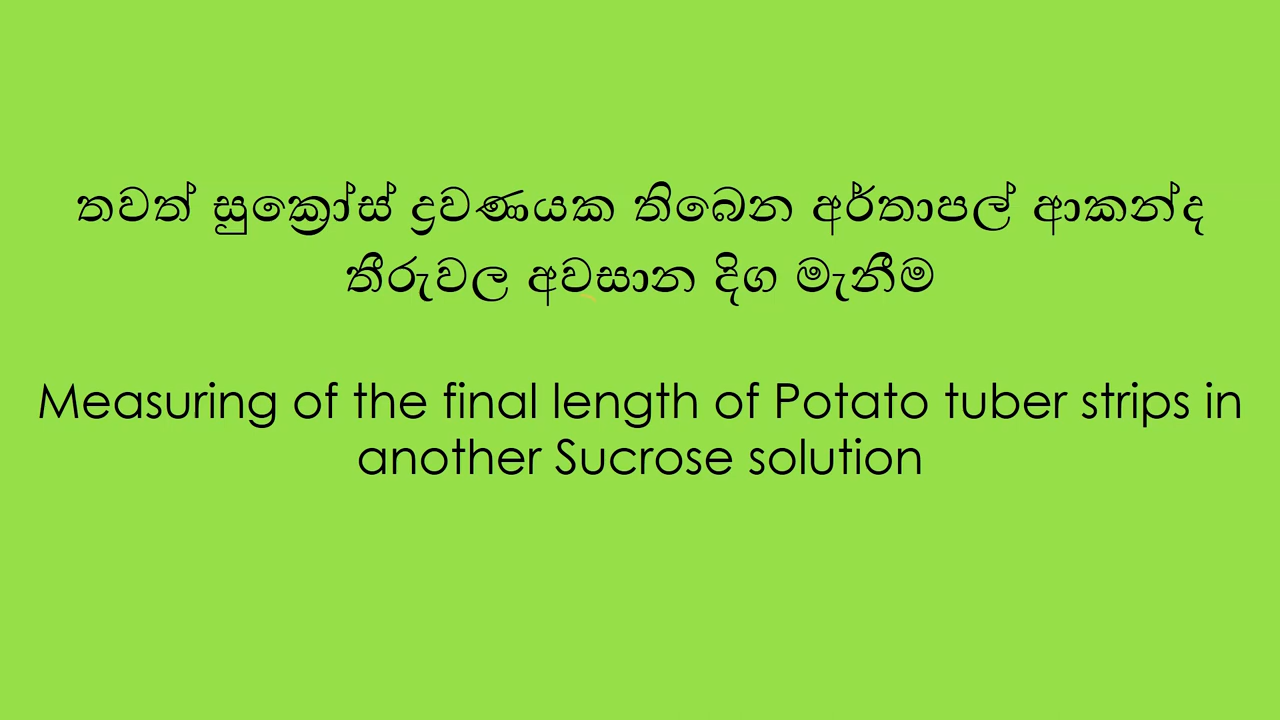 තවත් සුක්‍රෝස් ද්‍රවණයක තිබෙන අර්තාපල් ආකන්ද
තීරුවල අවසාන දිග මැනීම
Measuring of the final length of Potato tuber strips in
another Sucrose solution